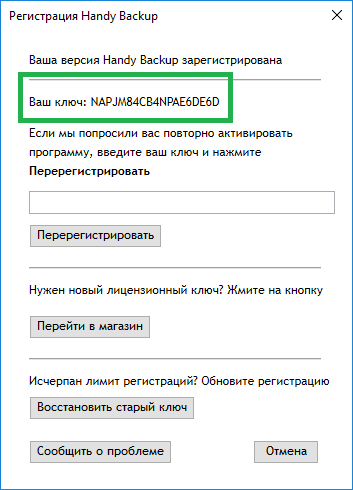 Регистрация Handy Backup
Ваша версия Handy Backup зарегистрирована
Ваш ключ: NAPJM84CB4NPAE6DE6D
Если мы попросили вас повторно активировать
программу, введите ваш ключ и нажмите
Перерегистрировать
Перерегистрировать
Нужен новый лицензионный ключ? Жмите на кнопку
Перейти в магазин
Исчерпан лимит регистраций? Обновите регистрацию
Восстановить старый ключ
Сообщить о проблеме
Отмена